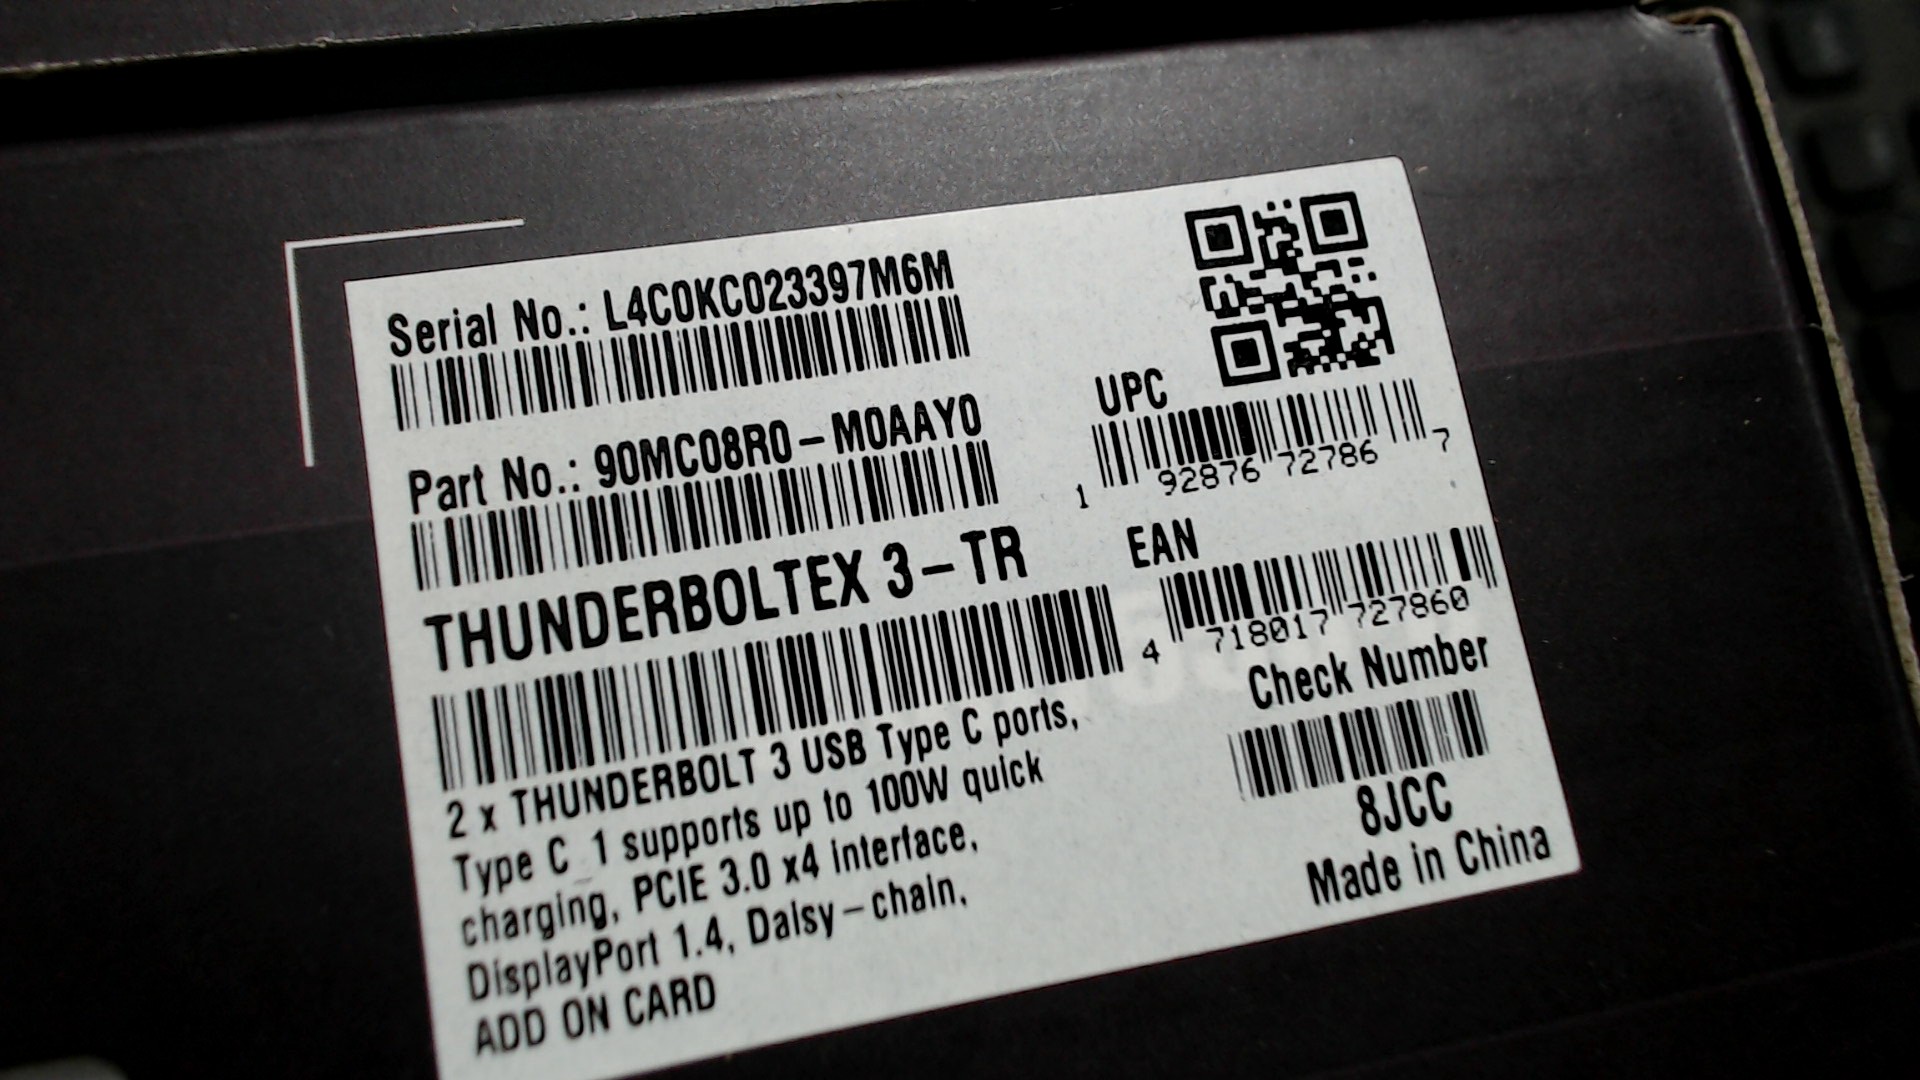 Serial No.: L4C0KC023397M6M
Part No.: 90MC08R0-M0AAY0
THUNDERBOLTEX 3-TR
2 x THUNDERBOLT 3 USB Type C ports,
Type C_1 supports up to 100W quick
charging, PCIE 3.0 x4 interface,
DisplayPort 1.4, Daisy-chain.
ADD ON CARD
UPC
1 92876 72786 7
EAN
4 718017 727860
Check Number
8JCC
Made in China